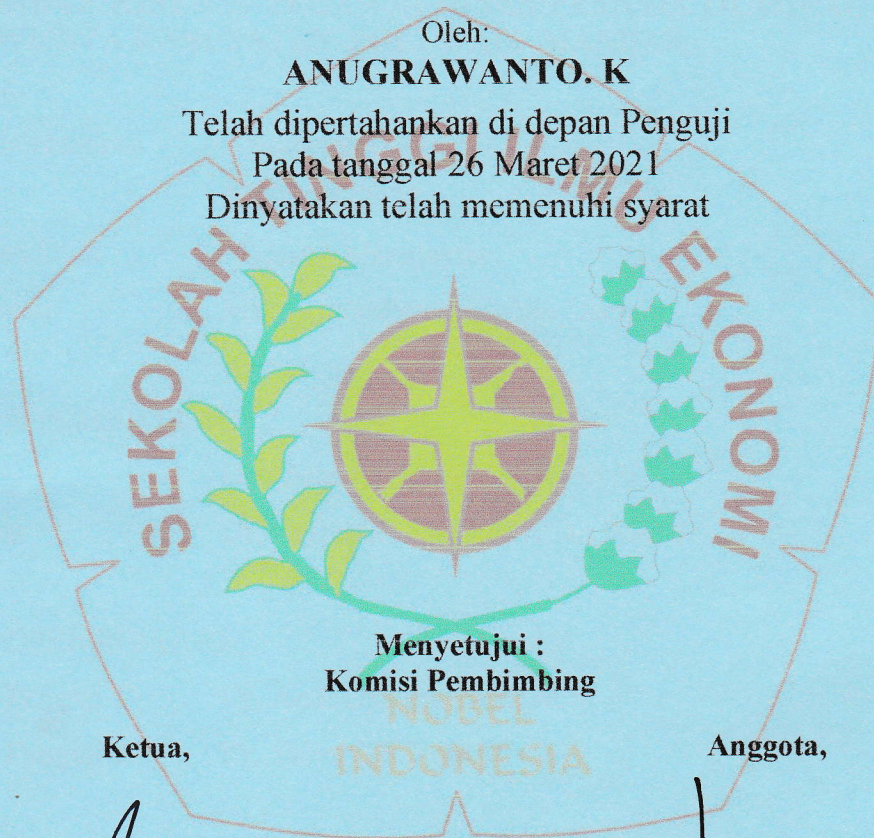 Oleh:
ANUGRAWANTO. K
Telah dipertahankan di depan Penguji
Pada tanggal 26 Maret 2021
Dinyatakan telah memenuhi syarat
SEKOLAH TINGGI ILMU EKONOMI
Menyetujui :
Komisi Pembimbing
NOBEL
INDONESIA
Ketua,
Anggota,